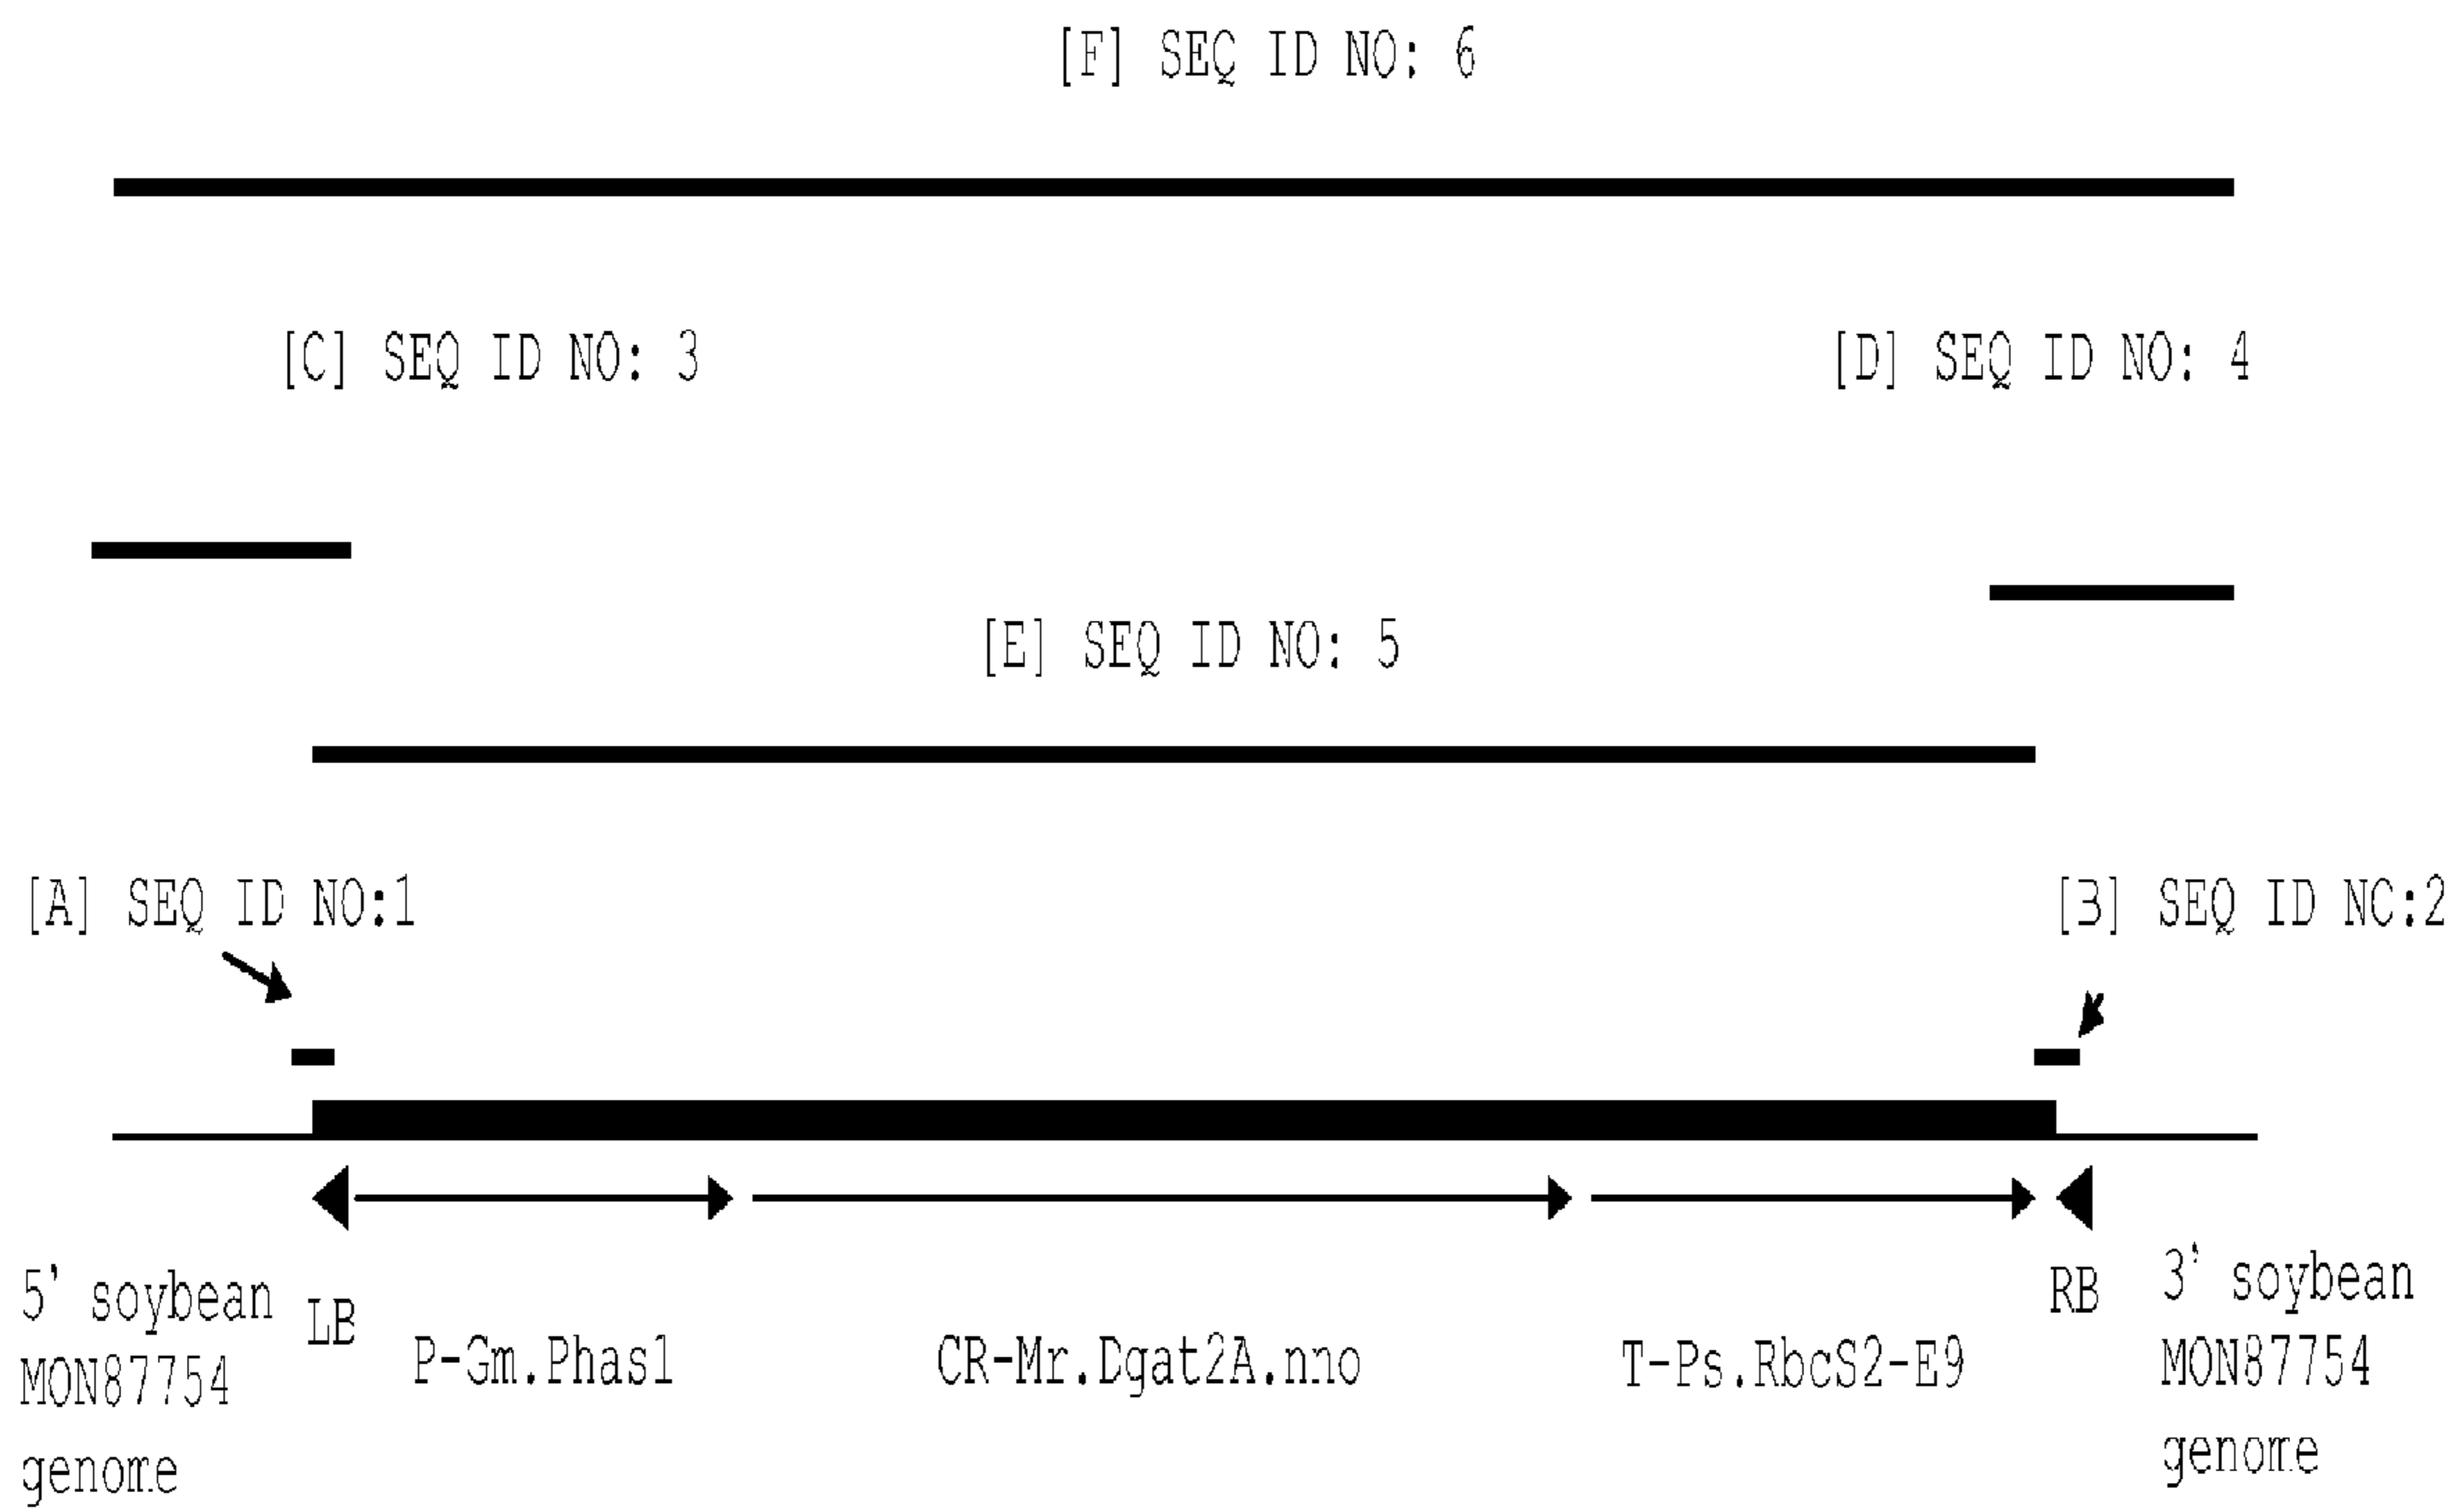 [F] SEQ ID NO: 6
[C] SEQ ID NO: 3
[D] SEQ ID NO: 4
[E] SEQ ID NO: 5
[A] SEQ ID NO:1
[B] SEQ ID NO:2
5' soybean
MON87754
genome
LB
P-Gm.Phas1
CR-Mr.Dgat2A.nno
T-Ps.RbcS2-E9
RB
3' soybean
MON87754
genome